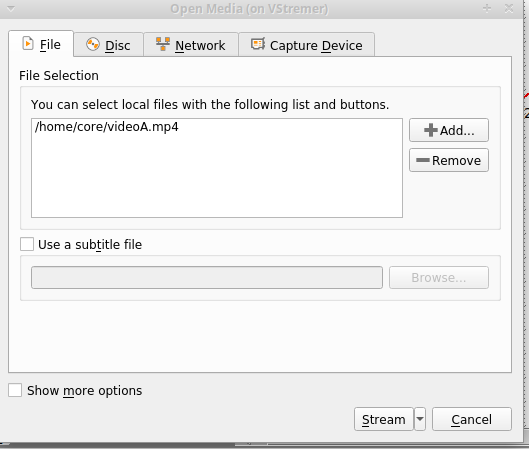 Open Media (on VStremer)
File
Disc
Network
Capture Device
File Selection
You can select local files with the following list and buttons.
/home/core/videoA.mp4
Add...
Remove
Use a subtitle file
Browse...
Show more options
Stream
Cancel